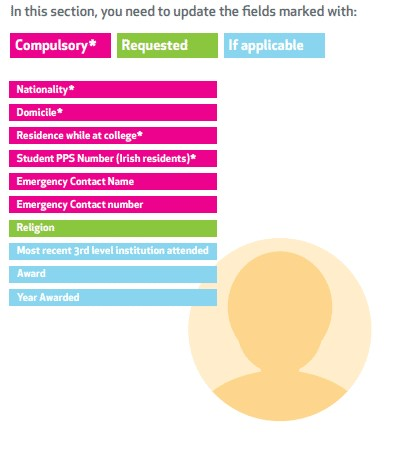 In this section, you need to update the fields marked with:
Compulsory* Requested If applicable
Nationality*
Domicile*
Residence while at college*
Student PPS Number (Irish residents)*
Emergency Contact Name
Emergency Contact number
Religion
Most recent 3rd level institution attended
Award
Year Awarded